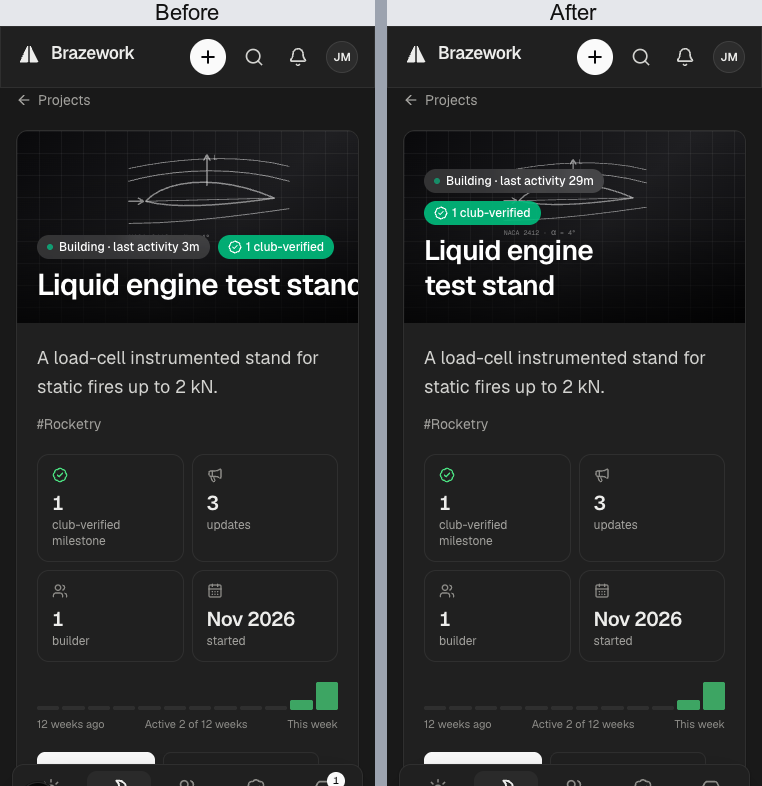 Before
Brazework
JM
Projects
Building · last activity 3m
1 club-verified
Liquid engine test stand
A load-cell instrumented stand for
static fires up to 2 kN.
#Rocketry
1
club-verified
milestone
3
updates
1
builder
Nov 2026
started
12 weeks ago
Active 2 of 12 weeks
This week
1
After
Brazework
JM
Projects
Building · last activity 29m
1 club-verified
NACA 2412 · α = 4°
Liquid engine
test stand
A load-cell instrumented stand for
static fires up to 2 kN.
#Rocketry
1
club-verified
milestone
3
updates
1
builder
Nov 2026
started
12 weeks ago
Active 2 of 12 weeks
This week